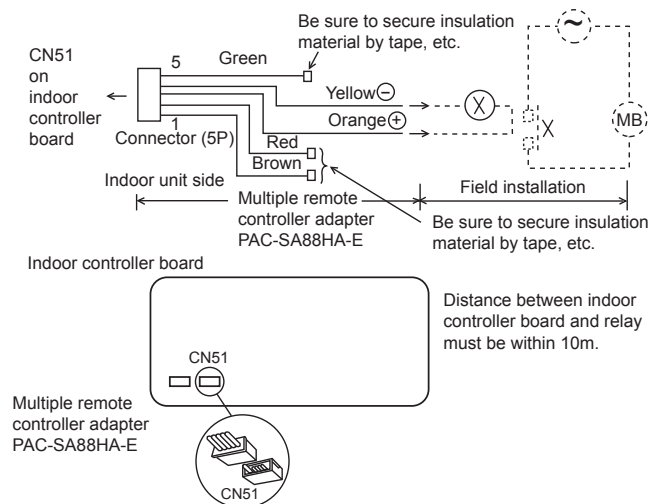 Be sure to secure insulation
material by tape, etc.
CN51
on
indoor
controller
board
5
Green
Yellow⊖
Orange⊕
1
Connector (5P)
Red
Brown
X
X
MB
~
Indoor unit side
Multiple remote
controller adapter
PAC-SA88HA-E
Field installation
Be sure to secure insulation
material by tape, etc.
Indoor controller board
CN51
Distance between indoor
controller board and relay
must be within 10m.
Multiple remote
controller adapter
PAC-SA88HA-E
CN51